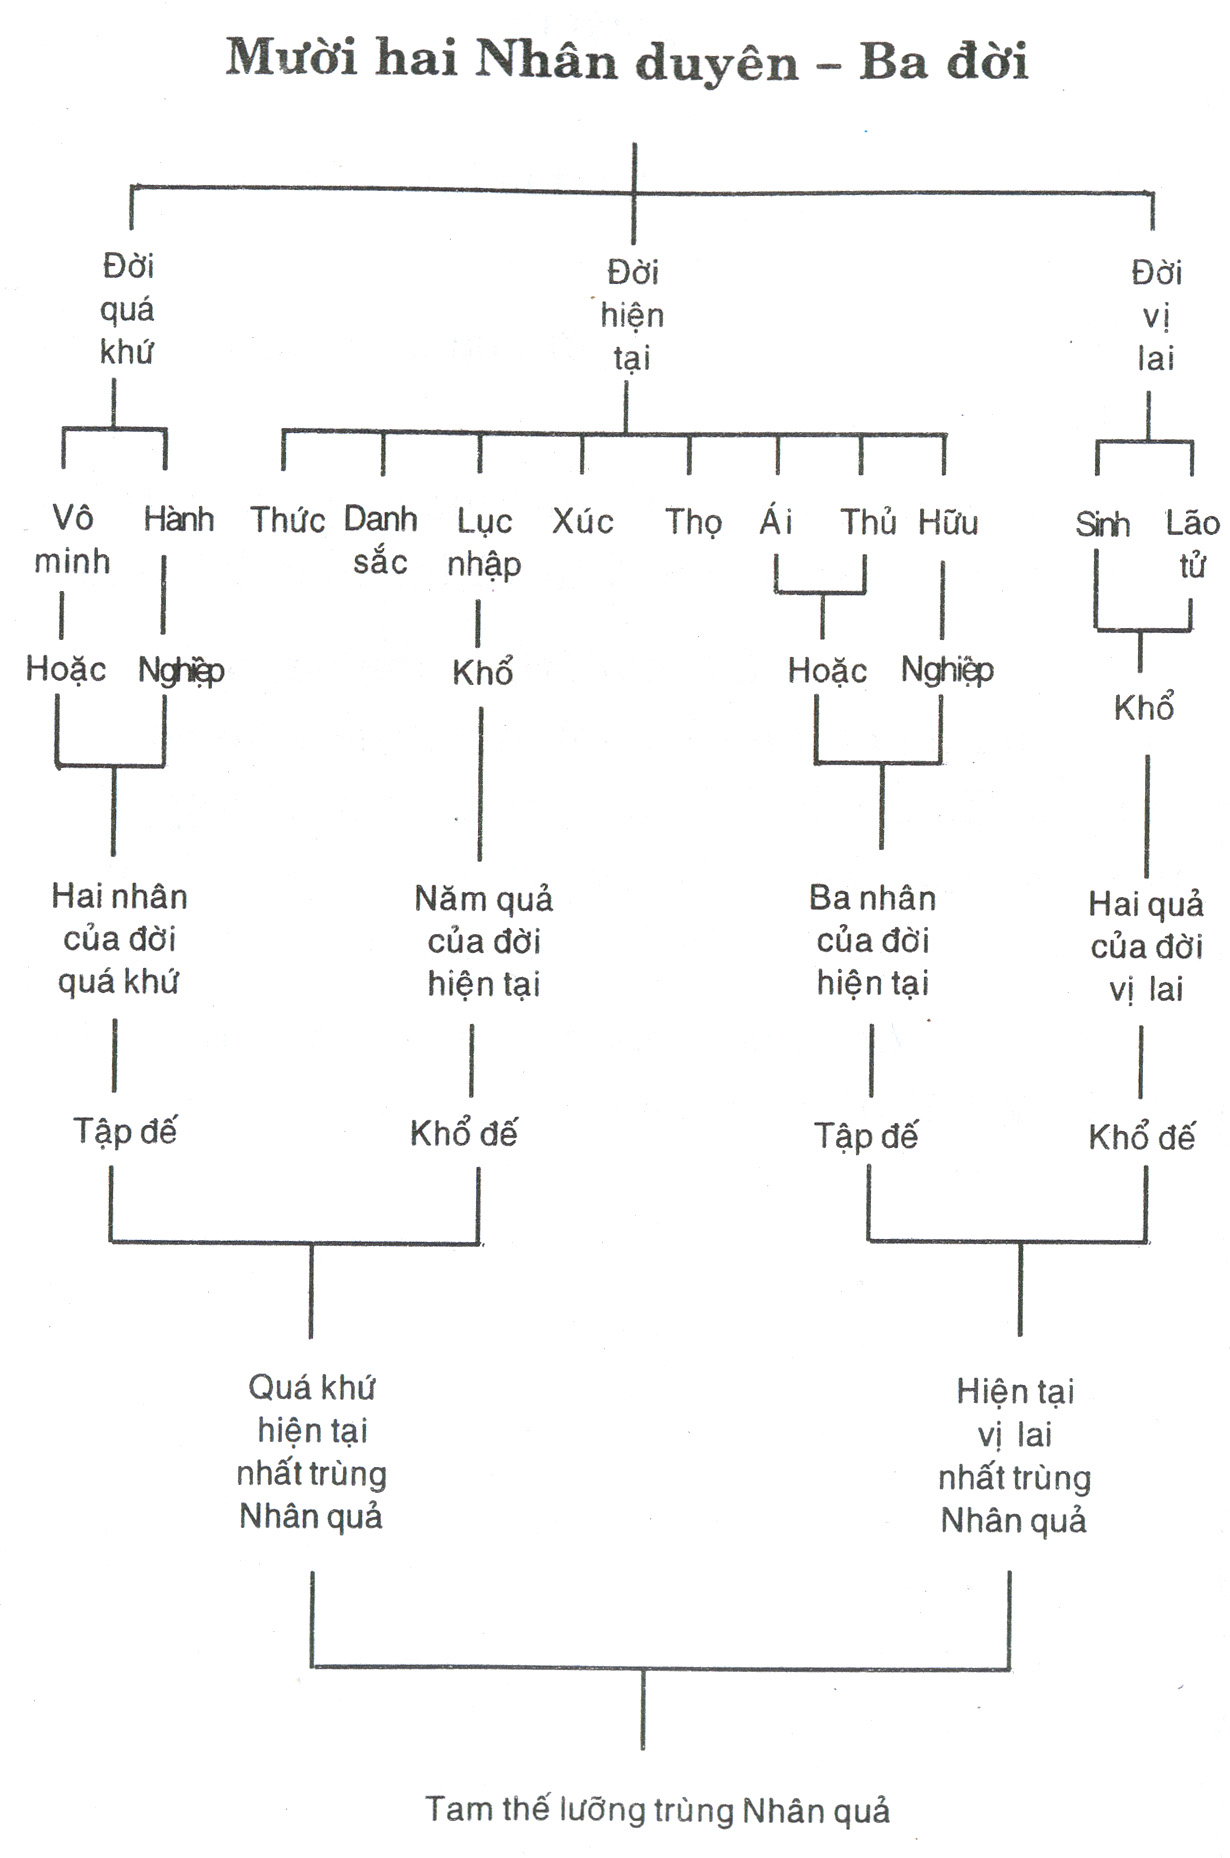 Mười hai Nhân duyên – Ba đời
Đời
quá
khứ
Đời
hiện
tại
Đời
vị
lai
Vô
minh
Hành
Thức
Danh
sắc
Lục
nhập
Xúc
Thọ
Ái
Thủ
Hữu
Sinh
Lão
tử
Hoặc
Nghiệp
Khổ
Hoặc
Nghiệp
Khổ
Hai nhân
của đời
quá khứ
Năm quả
của đời
hiện tại
Ba nhân
của đời
hiện tại
Hai quả
của đời
vị lai
Tập đế
Khổ đế
Tập đế
Khổ đế
Quá khứ
hiện tại
nhất trùng
Nhân quả
Hiện tại
vị lai
nhất trùng
Nhân quả
Tam thế lưỡng trùng Nhân quả